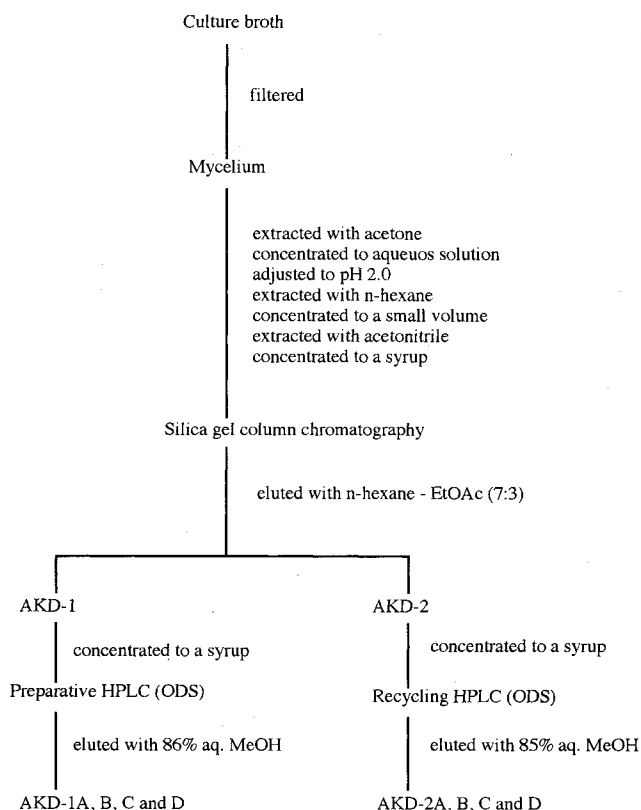 Culture broth
filtered
Mycelium
extracted with acetone
concentrated to aqueuos solution
adjusted to pH 2.0
extracted with n-hexane
concentrated to a small volume
extracted with acetonitrile
concentrated to a syrup
Silica gel column chromatography
eluted with n-hexane - EtOAc (7:3)
AKD-1
AKD-2
concentrated to a syrup
concentrated to a syrup
Preparative HPLC (ODS)
Recycling HPLC (ODS)
eluted with 86% aq. MeOH
eluted with 85% aq. MeOH
AKD-1A, B, C and D
AKD-2A, B, C and D